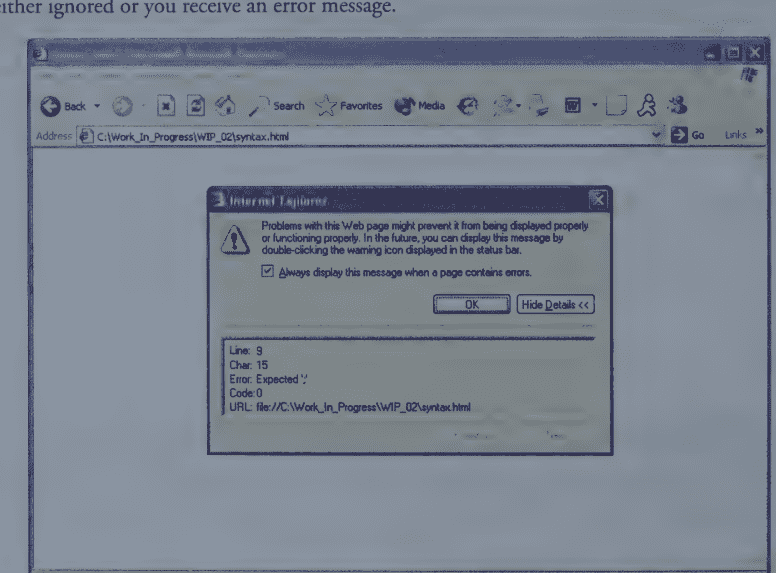 either ignored or you receive an error message.
Back Search Favorites Media
Address C:\Work_In_Progress\WIP_02\syntax.html Go Links »
Internet Explorer
Problems with this Web page might prevent it from being displayed properly
or functioning properly. In the future, you can display this message by
double-clicking the warning icon displayed in the status bar.
Always display this message when a page contains errors.
OK Hide Details <<
Line: 9
Char: 15
Error: Expected ';'
Code: 0
URL: file://C:\Work_In_Progress\WIP_02\syntax.html